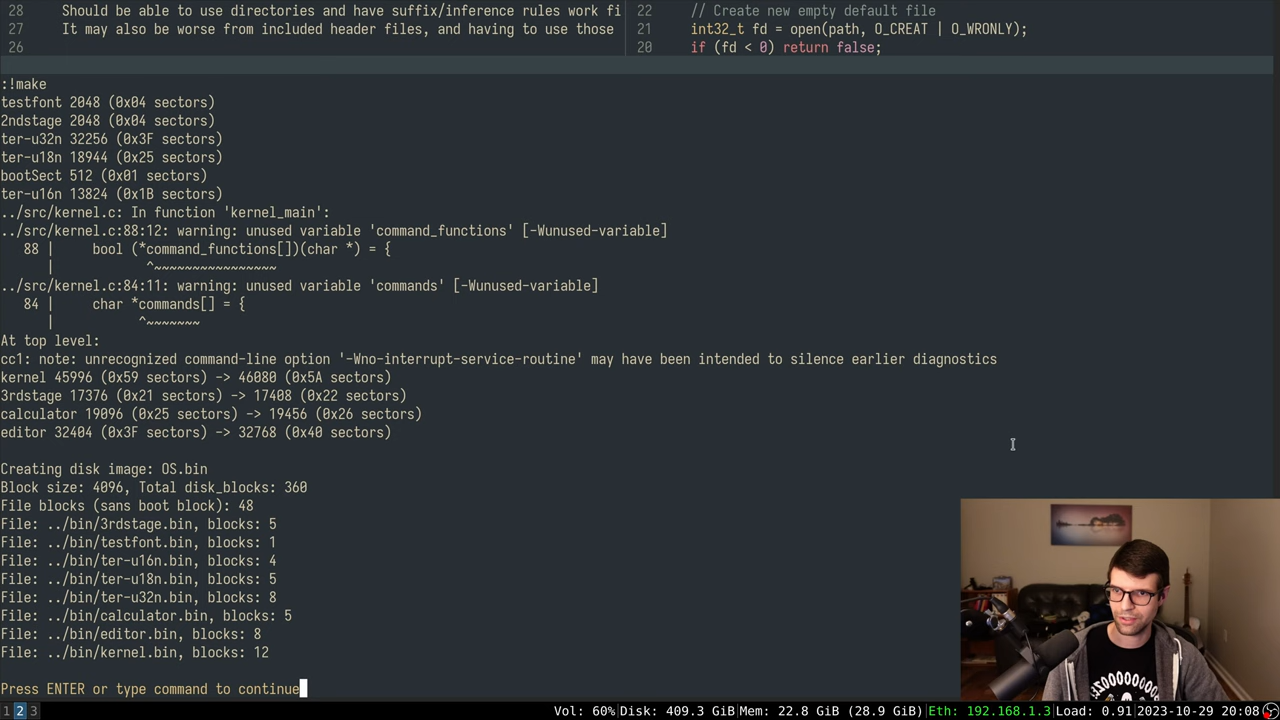 28      Should be able to use directories and have suffix/inference rules work fi
27      It may also be worse from included header files, and having to use those
26
22      // Create new empty default file
21      int32_t fd = open(path, O_CREAT | O_WRONLY);
20      if (fd < 0) return false;
:!make
testfont 2048 (0x04 sectors)
2ndstage 2048 (0x04 sectors)
ter-u32n 32256 (0x3F sectors)
ter-u18n 18944 (0x25 sectors)
bootSect 512 (0x01 sectors)
ter-u16n 13824 (0x1B sectors)
../src/kernel.c: In function 'kernel_main':
../src/kernel.c:88:12: warning: unused variable 'command_functions' [-Wunused-variable]
   88 |     bool (*command_functions[])(char *) = {
      |            ^~~~~~~~~~~~~~~~~
../src/kernel.c:84:11: warning: unused variable 'commands' [-Wunused-variable]
   84 |     char *commands[] = {
      |           ^~~~~~~~
At top level:
cc1: note: unrecognized command-line option '-Wno-interrupt-service-routine' may have been intended to silence earlier diagnostics
kernel 45996 (0x59 sectors) -> 46080 (0x5A sectors)
3rdstage 17376 (0x21 sectors) -> 17408 (0x22 sectors)
calculator 19096 (0x25 sectors) -> 19456 (0x26 sectors)
editor 32404 (0x3F sectors) -> 32768 (0x40 sectors)
Creating disk image: OS.bin
Block size: 4096, Total disk_blocks: 360
File blocks (sans boot block): 48
File: ../bin/3rdstage.bin, blocks: 5
File: ../bin/testfont.bin, blocks: 1
File: ../bin/ter-u16n.bin, blocks: 4
File: ../bin/ter-u18n.bin, blocks: 5
File: ../bin/ter-u32n.bin, blocks: 8
File: ../bin/calculator.bin, blocks: 5
File: ../bin/editor.bin, blocks: 8
File: ../bin/kernel.bin, blocks: 12
Press ENTER or type command to continue
1 2 3 Vol: 60%|Disk: 409.3 GiB|Mem: 22.8 GiB (28.9 GiB)|Eth: 192.168.1.3|Load: 0.91|2023-10-29 20:08